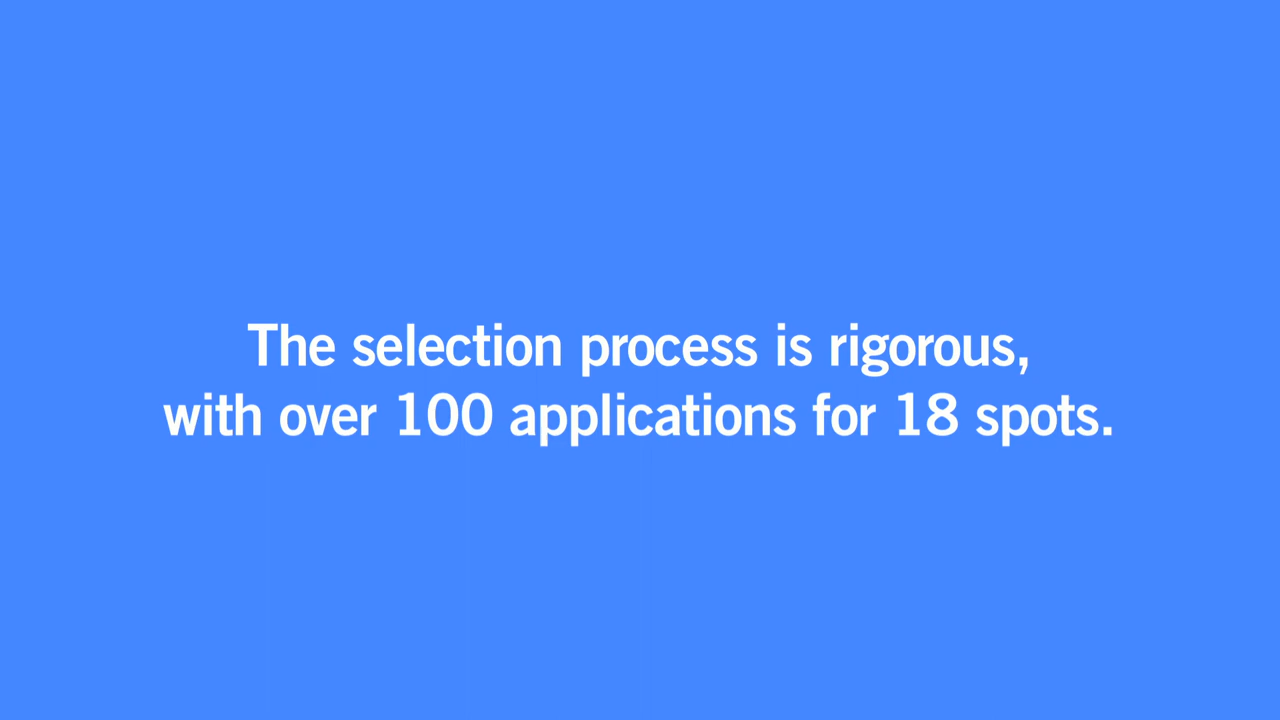 The selection process is rigorous,
with over 100 applications for 18 spots.